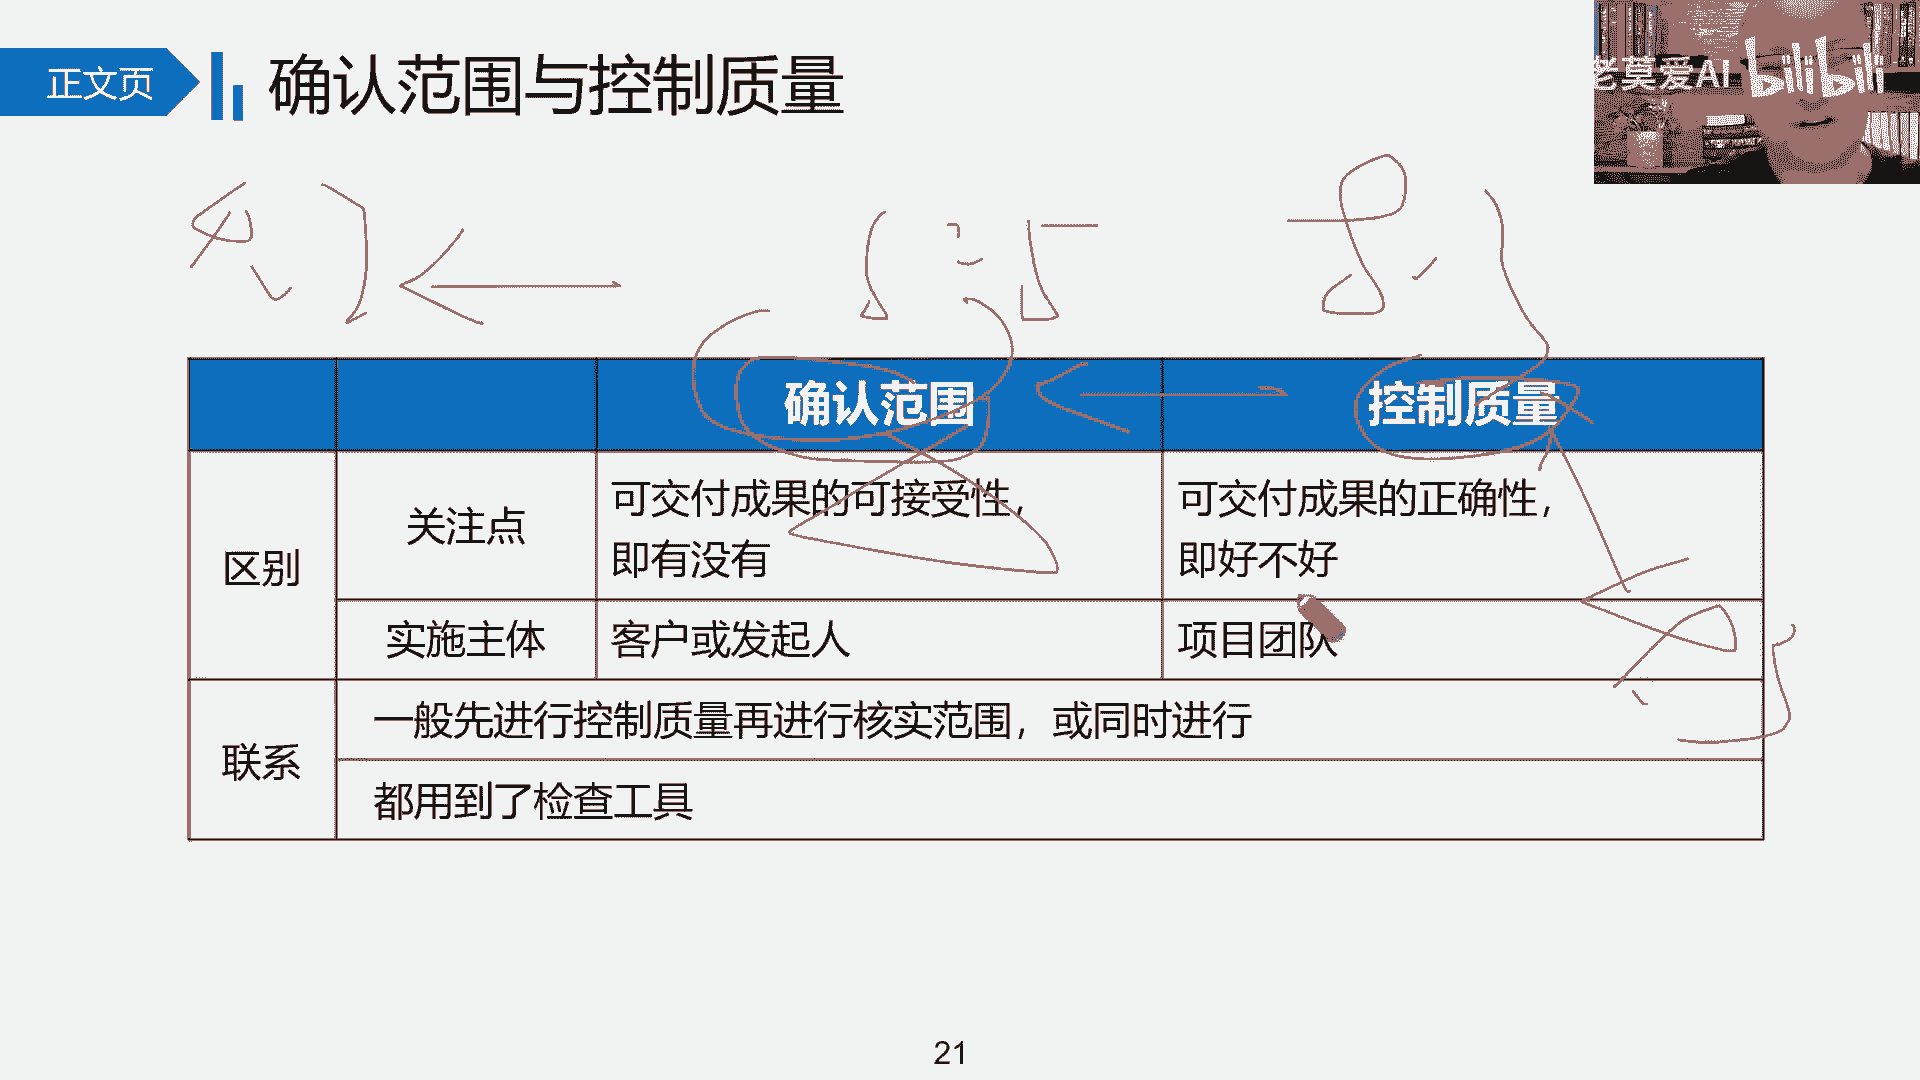 正文页
确认范围与控制质量
老莫爱AI
bilibili
确认范围
控制质量
区别
关注点
可交付成果的可接受性，
即有没有
可交付成果的正确性，
即好不好
实施主体
客户或发起人
项目团队
联系
一般先进行控制质量再进行核实范围，或同时进行
都用到了检查工具
21